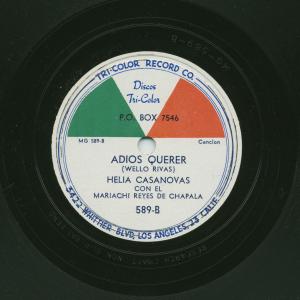 TRI-COLOR RECORD CO.
Discos
Tri-Color
P.O. BOX 7546
MG 589-B
Cancion
ADIOS QUERER
(WELLO RIVAS)
HELIA CASANOVAS
CON EL
MARIACHI REYES DE CHAPALA
589-B
5422 WHITTIER BLVD, LOS ANGELES, 23 CALIF.